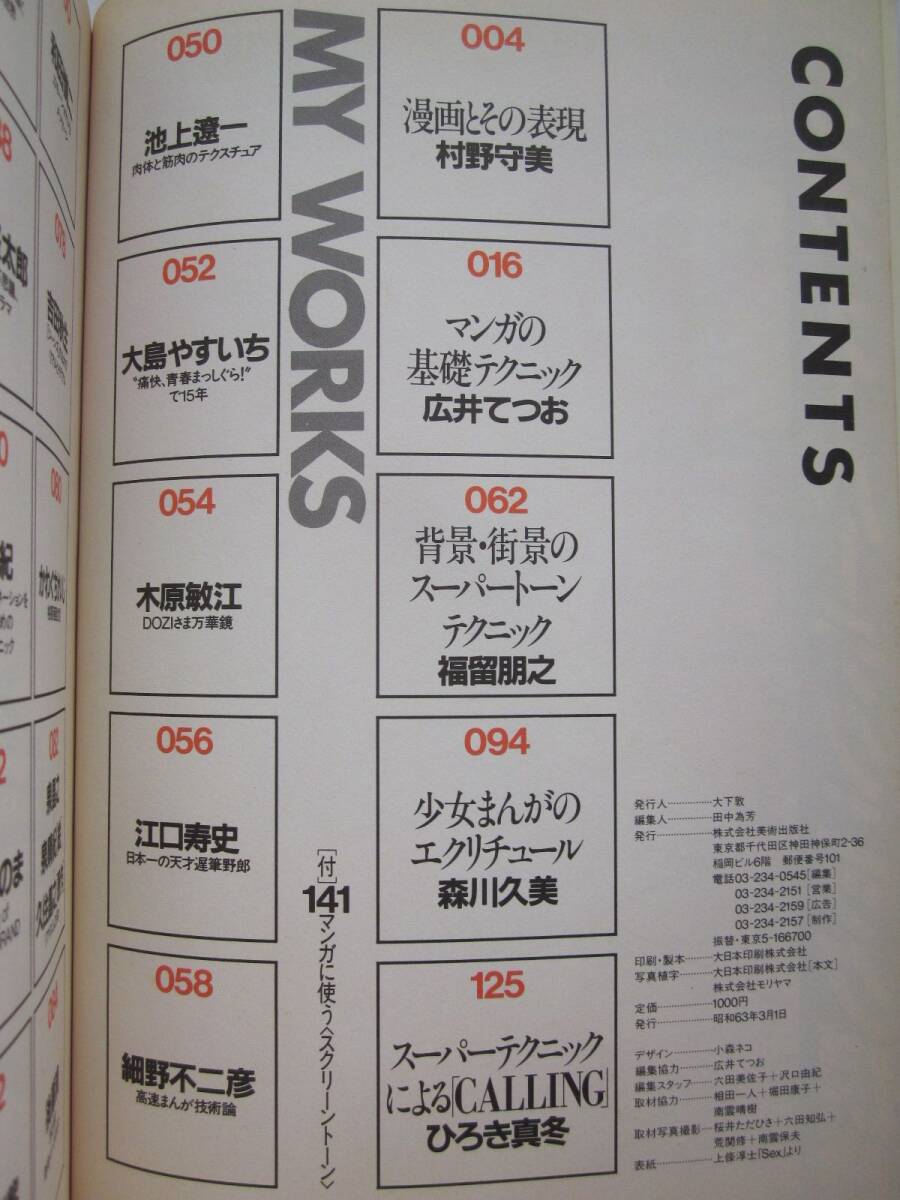 CONTENTS
004
漫画とその表現
村野守美
016
マンガの
基礎テクニック
広井てつお
062
背景・街景の
スーパートーン
テクニック
福留朋之
094
少女まんがの
エクリチュール
森川久美
125
スーパーテクニック
による「CALLING」
ひろき真冬
MY WORKS
050
池上遼一
肉体と筋肉のテクスチュア
052
大島やすいち
“痛快、青春まっしぐら!”
で15年
054
木原敏江
DOZIさま万華鏡
056
江口寿史
日本一の天才遅筆野郎
058
細野不二彦
高速まんが技術論
[付]
141
マンガに使う〈スクリーントーン〉
発行人……………大下敦
編集人……………田中為芳
発行………………株式会社美術出版社
東京都千代田区神田神保町2-36
稲岡ビル6階 郵便番号101
電話03-234-0545[編集]
03-234-2151[営業]
03-234-2159[広告]
03-234-2157[制作]
振替・東京5-166700
印刷・製本………大日本印刷株式会社
写真植字…………大日本印刷株式会社[本文]
株式会社モリヤマ
定価………………1000円
発行………………昭和63年3月1日
デザイン…………小森ネコ
編集協力…………広井てつお
編集スタッフ……穴田美佐子+沢口由紀
取材協力…………相田一人+堀田康子+
南雲晴樹
取材写真撮影……桜井ただひさ+六田知弘+
荒関修+南雲保夫
表紙………………上條淳士「Sex」より
078
080
かわぐちかいじ
082
太郎
紀
のま